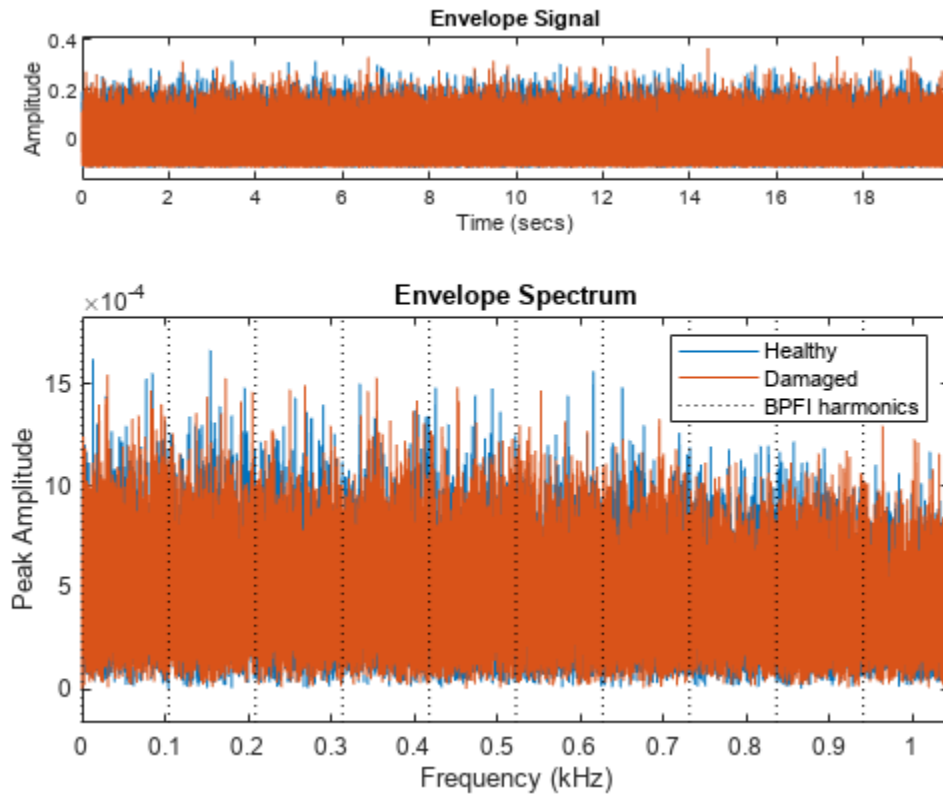 Envelope Signal
0.4
0.2
0
Amplitude
0 2 4 6 8 10 12 14 16 18
Time (secs)
×10⁻⁴
Envelope Spectrum
15
10
5
0
Peak Amplitude
Healthy
Damaged
BPFI harmonics
0 0.1 0.2 0.3 0.4 0.5 0.6 0.7 0.8 0.9 1
Frequency (kHz)